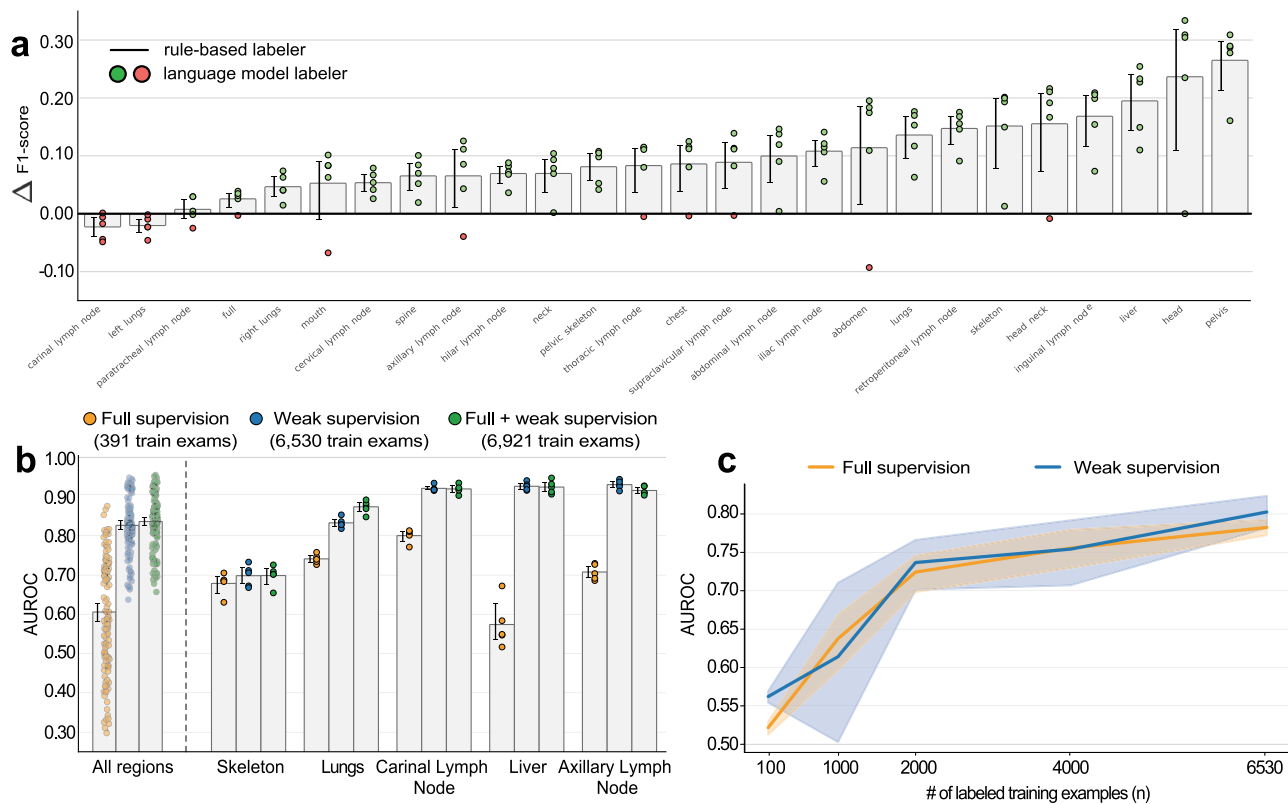 a
rule-based labeler
language model labeler
Δ F1-score
0.30
0.20
0.10
0.00
-0.10
carinal lymph node
left lungs
paratracheal lymph node
full
right lungs
mouth
cervical lymph node
spine
axillary lymph node
hilar lymph node
neck
pelvic skeleton
thoracic lymph node
chest
supraclavicular lymph node
abdominal lymph node
iliac lymph node
abdomen
lungs
retroperitoneal lymph node
skeleton
head neck
inguinal lymph node
liver
head
pelvis
Full supervision
(391 train exams)
Weak supervision
(6,530 train exams)
Full + weak supervision
(6,921 train exams)
b
AUROC
1.00
0.90
0.80
0.70
0.60
0.50
0.40
0.30
All regions
Skeleton
Lungs
Carinal Lymph
Node
Liver
Axillary Lymph
Node
c
Full supervision
Weak supervision
AUROC
0.80
0.75
0.70
0.65
0.60
0.55
0.50
100
1000
2000
4000
6530
# of labeled training examples (n)